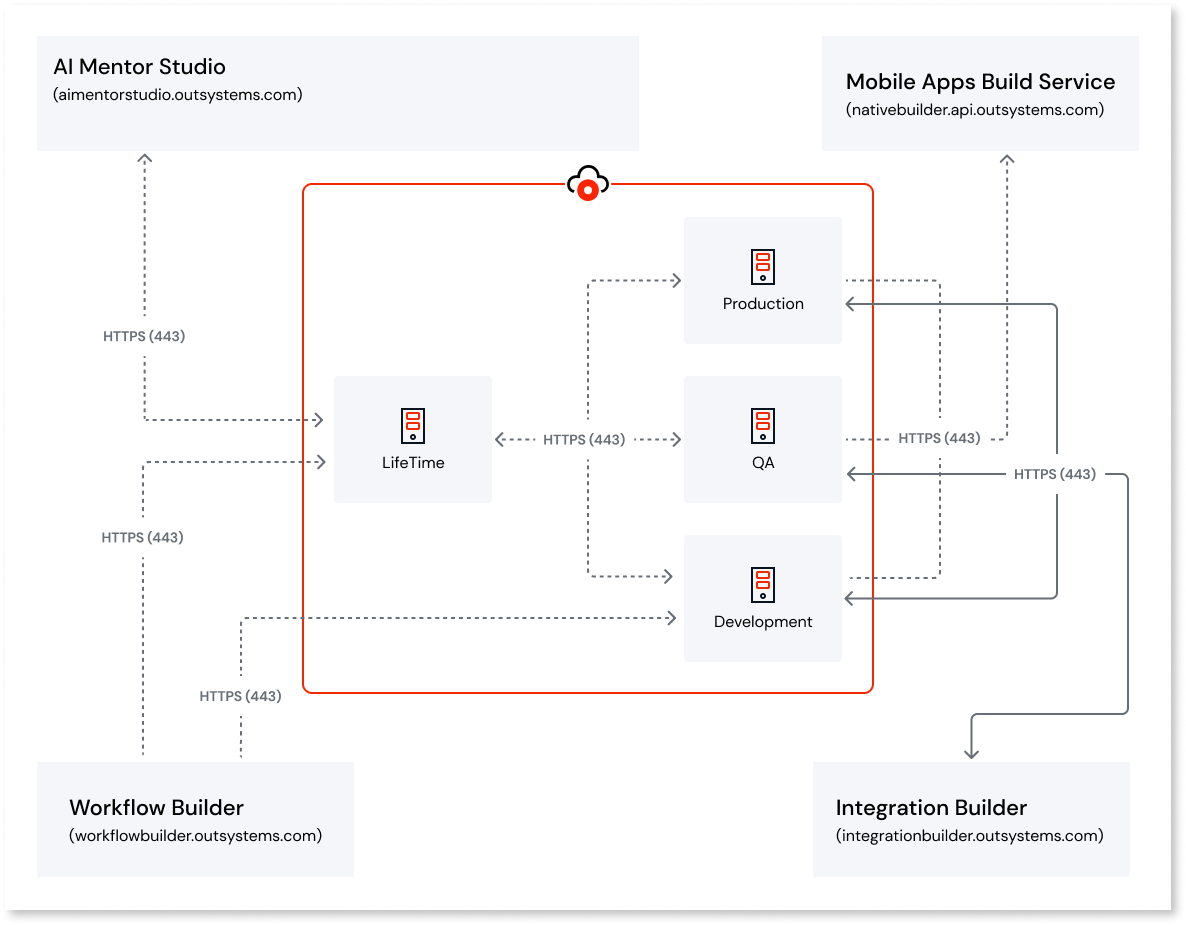 AI Mentor Studio
(aimentorstudio.outsystems.com)
Mobile Apps Build Service
(nativebuilder.api.outsystems.com)
Production
HTTPS (443)
LifeTime
HTTPS (443)
QA
HTTPS (443)
HTTPS (443)
HTTPS (443)
Development
HTTPS (443)
Workflow Builder
(workflowbuilder.outsystems.com)
Integration Builder
(integrationbuilder.outsystems.com)